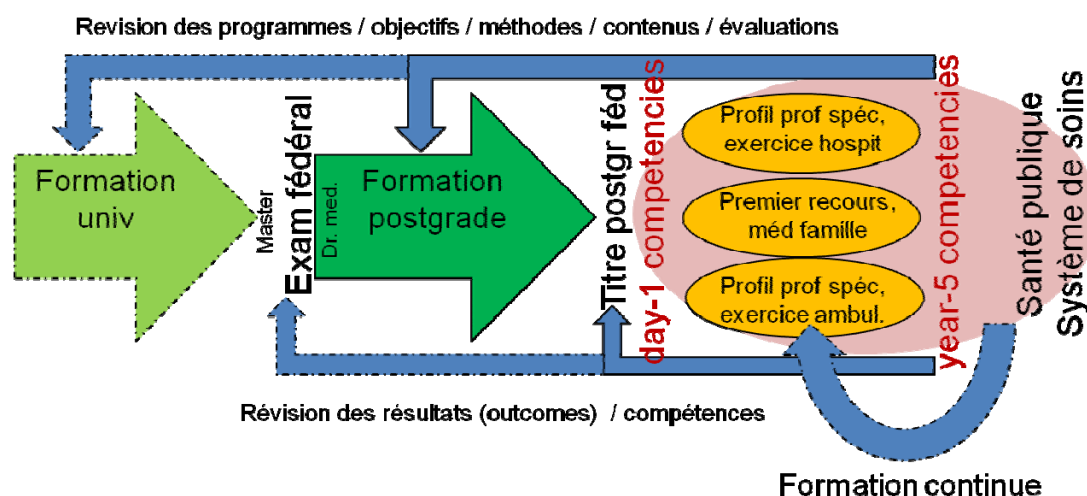 Revision des programmes / objectifs / méthodes / contenus / évaluations
Formation
univ
Master
Exam fédéral
Dr. med.
Formation
postgrade
Titre postgr féd
day-1 competencies
Profil prof spéc,
exercice hospit
Premier recours,
méd famille
Profil prof spéc,
exercice ambul.
year-5 competencies
Santé publique
Système de soins
Révision des résultats (outcomes) / compétences
Formation continue